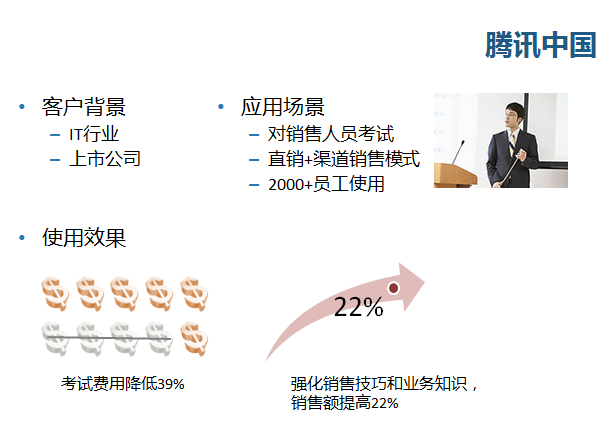 腾讯中国
• 客户背景
– IT行业
– 上市公司
• 应用场景
– 对销售人员考试
– 直销+渠道销售模式
– 2000+员工使用
• 使用效果
22%
考试费用降低39%
强化销售技巧和业务知识，
销售额提高22%